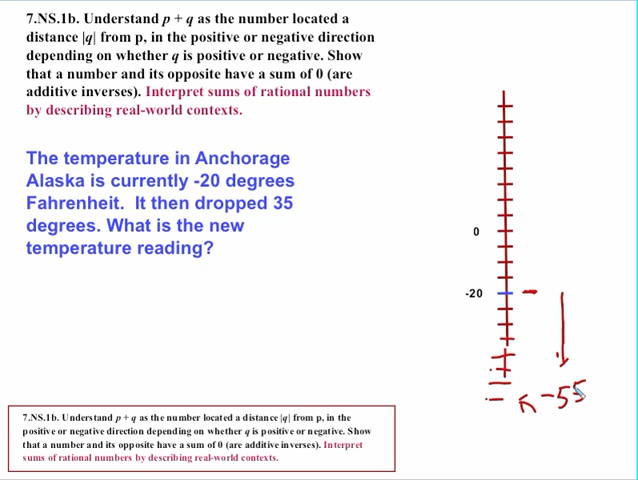 7.NS.1b. Understand p + q as the number located a
distance |q| from p, in the positive or negative direction
depending on whether q is positive or negative. Show
that a number and its opposite have a sum of 0 (are
additive inverses). Interpret sums of rational numbers
by describing real-world contexts.
The temperature in Anchorage
Alaska is currently -20 degrees
Fahrenheit.  It then dropped 35
degrees. What is the new
temperature reading?
0
-20
-55
7.NS.1b. Understand p + q as the number located a distance |q| from p, in the
positive or negative direction depending on whether q is positive or negative. Show
that a number and its opposite have a sum of 0 (are additive inverses). Interpret
sums of rational numbers by describing real-world contexts.